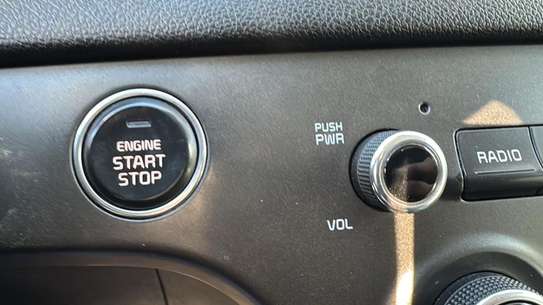 ENGINE
START
STOP
PUSH
PWR
VOL
RADIO